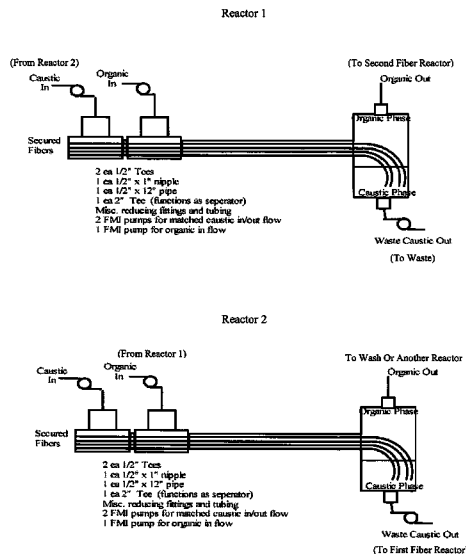 Reactor 1
(From Reactor 2)
Caustic
In
Organic
In
(To Second Fiber Reactor)
Organic Out
Organic Phase
Secured
Fibers
2 ea 1/2" Tees
1 ea 1/2" x 1" nipple
1 ea 1/2" x 12" pipe
1 ea 2" Tee (functions as seperator)
Misc. reducing fittings and tubing
2 FMI pumps for matched caustic in/out flow
1 FMI pump for organic in flow
Caustic Phase
Waste Caustic Out
(To Waste)
Reactor 2
(From Reactor 1)
Caustic
In
Organic
In
To Wash Or Another Reactor
Organic Out
Organic Phase
Secured
Fibers
2 ea 1/2" Tees
1 ea 1/2" x 1" nipple
1 ea 1/2" x 12" pipe
1 ea 2" Tee (functions as seperator)
Misc. reducing fittings and tubing
2 FMI pumps for matched caustic in/out flow
1 FMI pump for organic in flow
Caustic Phase
Waste Caustic Out
(To First Fiber Reactor